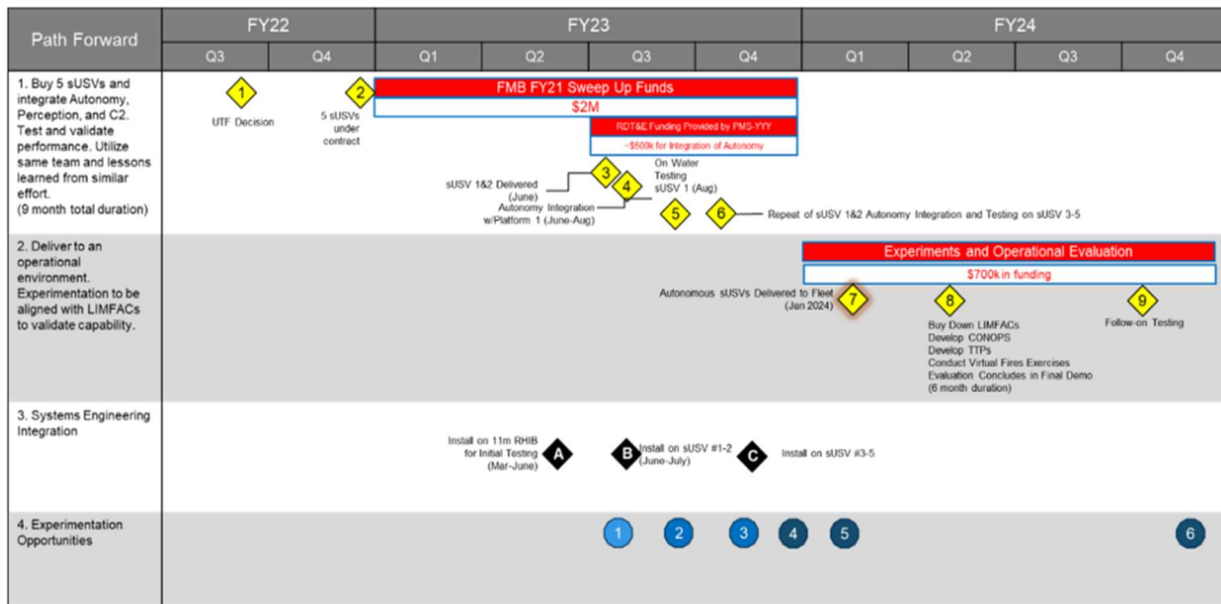 Path Forward
FY22
FY23
FY24
Q3
Q4
Q1
Q2
Q3
Q4
Q1
Q2
Q3
Q4
1. Buy 5 sUSVs and
integrate Autonomy,
Perception, and C2.
Test and validate
performance. Utilize
same team and lessons
learned from similar
effort.
(9 month total duration)
1
UTF Decision
2
5 sUSVs
under
contract
FMB FY21 Sweep Up Funds
$2M
RDT&E Funding Provided by PMS-YYY
~$500k for Integration of Autonomy
3
sUSV 1&2 Delivered
(June)
4
Autonomy Integration
w/Platform 1 (June-Aug)
On Water
Testing
sUSV 1 (Aug)
5
6
Repeat of sUSV 1&2 Autonomy Integration and Testing on sUSV 3-5
2. Deliver to an
operational
environment.
Experimentation to be
aligned with LIMFACs
to validate capability.
Experiments and Operational Evaluation
$700k in funding
Autonomous sUSVs Delivered to Fleet
(Jan 2024)
7
8
Buy Down LIMFACs
Develop CONOPS
Develop TTPs
Conduct Virtual Fires Exercises
Evaluation Concludes in Final Demo
(6 month duration)
9
Follow-on Testing
3. Systems Engineering
Integration
Install on 11m RHIB
for Initial Testing
(Mar-June)
A
B
Install on sUSV #1-2
(June-July)
C
Install on sUSV #3-5
4. Experimentation
Opportunities
1
2
3
4
5
6